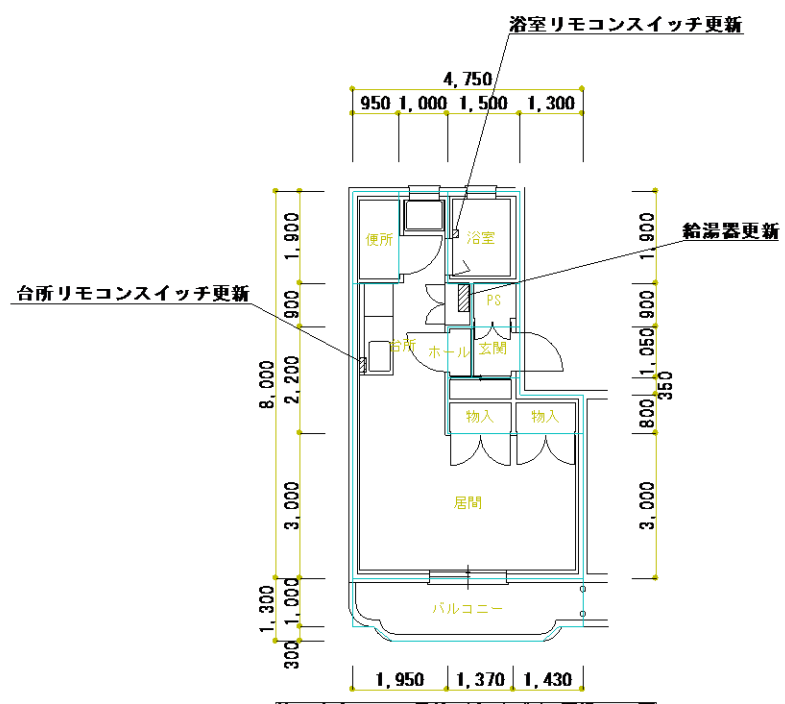 浴室リモコンスイッチ更新
4,750
950
1,000
1,500
1,300
1,900
900
2,200
8,000
3,000
1,300
1,000
300
便所
浴室
給湯器更新
台所リモコンスイッチ更新
PS
台所
ホール
玄関
物入
物入
居間
バルコニー
1,900
900
1,050
350
800
3,000
1,950
1,370
1,430